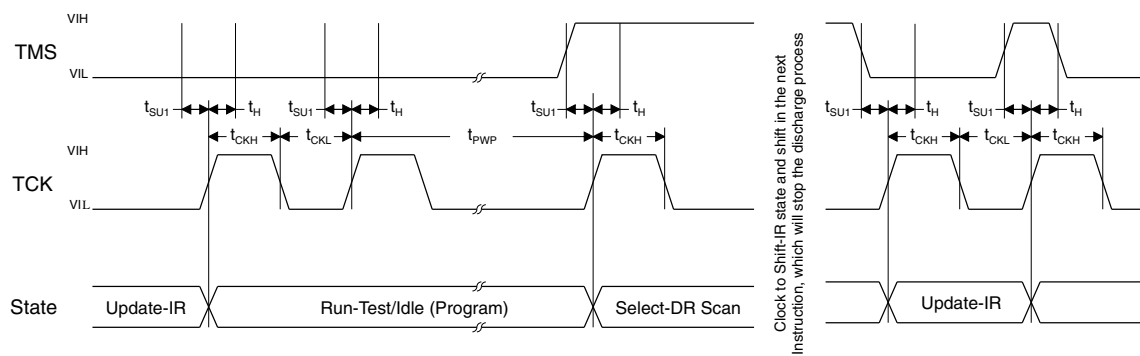 VIH
TMS
VIL
tSU1 tH tSU1 tH tSU1 tH tSU1 tH tSU1 tH
tCKH tCKL tPWP tCKH tCKH tCKL tCKH
VIH
TCK
VIL
State Update-IR Run-Test/Idle (Program) Select-DR Scan Update-IR
Clock to Shift-IR state and shift in the next
Instruction, which will stop the discharge process